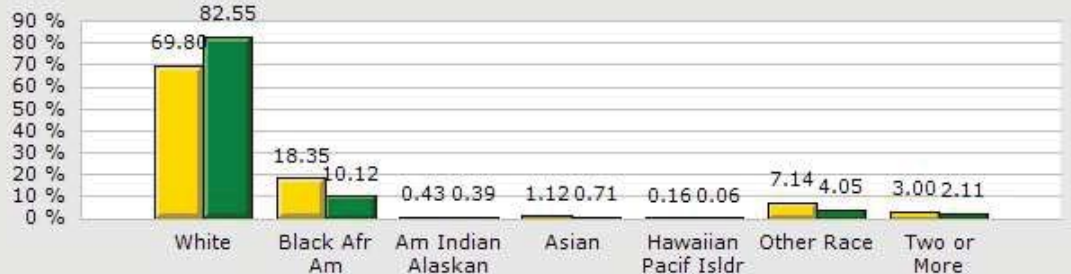 90 %
80 %
70 %
60 %
50 %
40 %
30 %
20 %
10 %
0 %
69.80 82.55
18.35 10.12
0.43 0.39
1.12 0.71
0.16 0.06
7.14 4.05
3.00 2.11
White
Black Afr
Am
Am Indian
Alaskan
Asian
Hawaiian
Pacif Isldr
Other Race
Two or
More